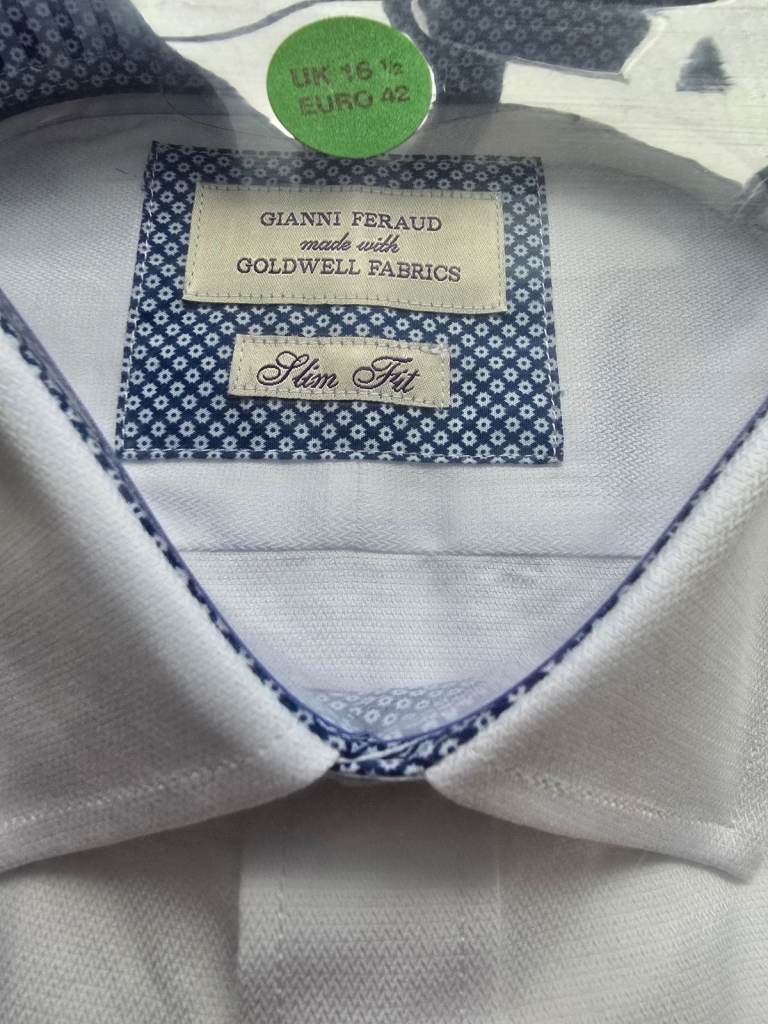 UK 16 ½
EURO 42
GIANNI FERAUD
made with
GOLDWELL FABRICS
Slim Fit